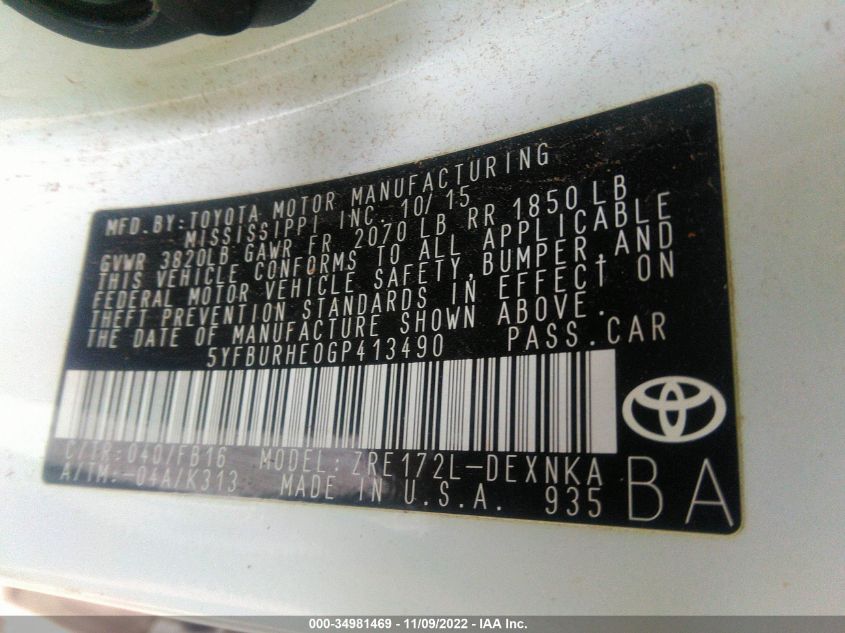 MFD. BY: TOYOTA MOTOR MANUFACTURING
MISSISSIPPI INC. 10/15
GVWR 3820LB GAWR FR 2070 LB RR 1850 LB
THIS VEHICLE CONFORMS TO ALL APPLICABLE
FEDERAL MOTOR VEHICLE SAFETY, BUMPER, AND
THEFT PREVENTION STANDARDS IN EFFECT ON
THE DATE OF MANUFACTURE SHOWN ABOVE.
5YFBURHE0GP413490 PASS. CAR
C/TR: 040/FB16 MODEL: ZRE172L-DEXNKA
A/TM: -04A/K313 MADE IN U.S.A. 935
BA
000-34981469 - 11/09/2022 - IAA Inc.